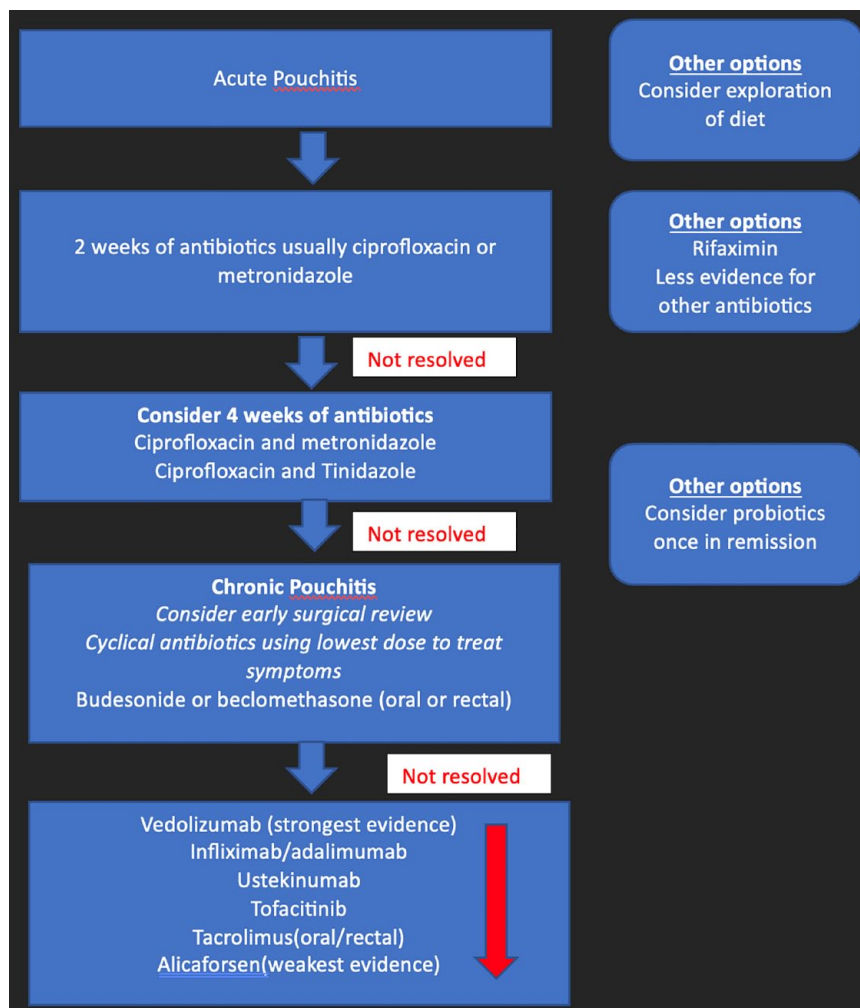 Acute Pouchitis
Other options
Consider exploration
of diet
2 weeks of antibiotics usually ciprofloxacin or
metronidazole
Other options
Rifaximin
Less evidence for
other antibiotics
Not resolved
Consider 4 weeks of antibiotics
Ciprofloxacin and metronidazole
Ciprofloxacin and Tinidazole
Other options
Consider probiotics
once in remission
Not resolved
Chronic Pouchitis
Consider early surgical review
Cyclical antibiotics using lowest dose to treat
symptoms
Budesonide or beclomethasone (oral or rectal)
Not resolved
Vedolizumab (strongest evidence)
Infliximab/adalimumab
Ustekinumab
Tofacitinib
Tacrolimus(oral/rectal)
Alicaforsen(weakest evidence)